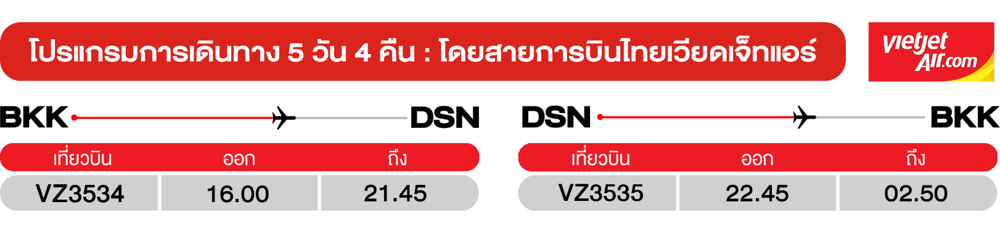 โปรแกรมการเดินทาง 5 วัน 4 คืน : โดยสายการบินไทยเวียดเจ็ทแอร์
vietjet
Air.com
BKK DSN
เที่ยวบิน ออก ถึง
VZ3534 16.00 21.45
DSN BKK
เที่ยวบิน ออก ถึง
VZ3535 22.45 02.50